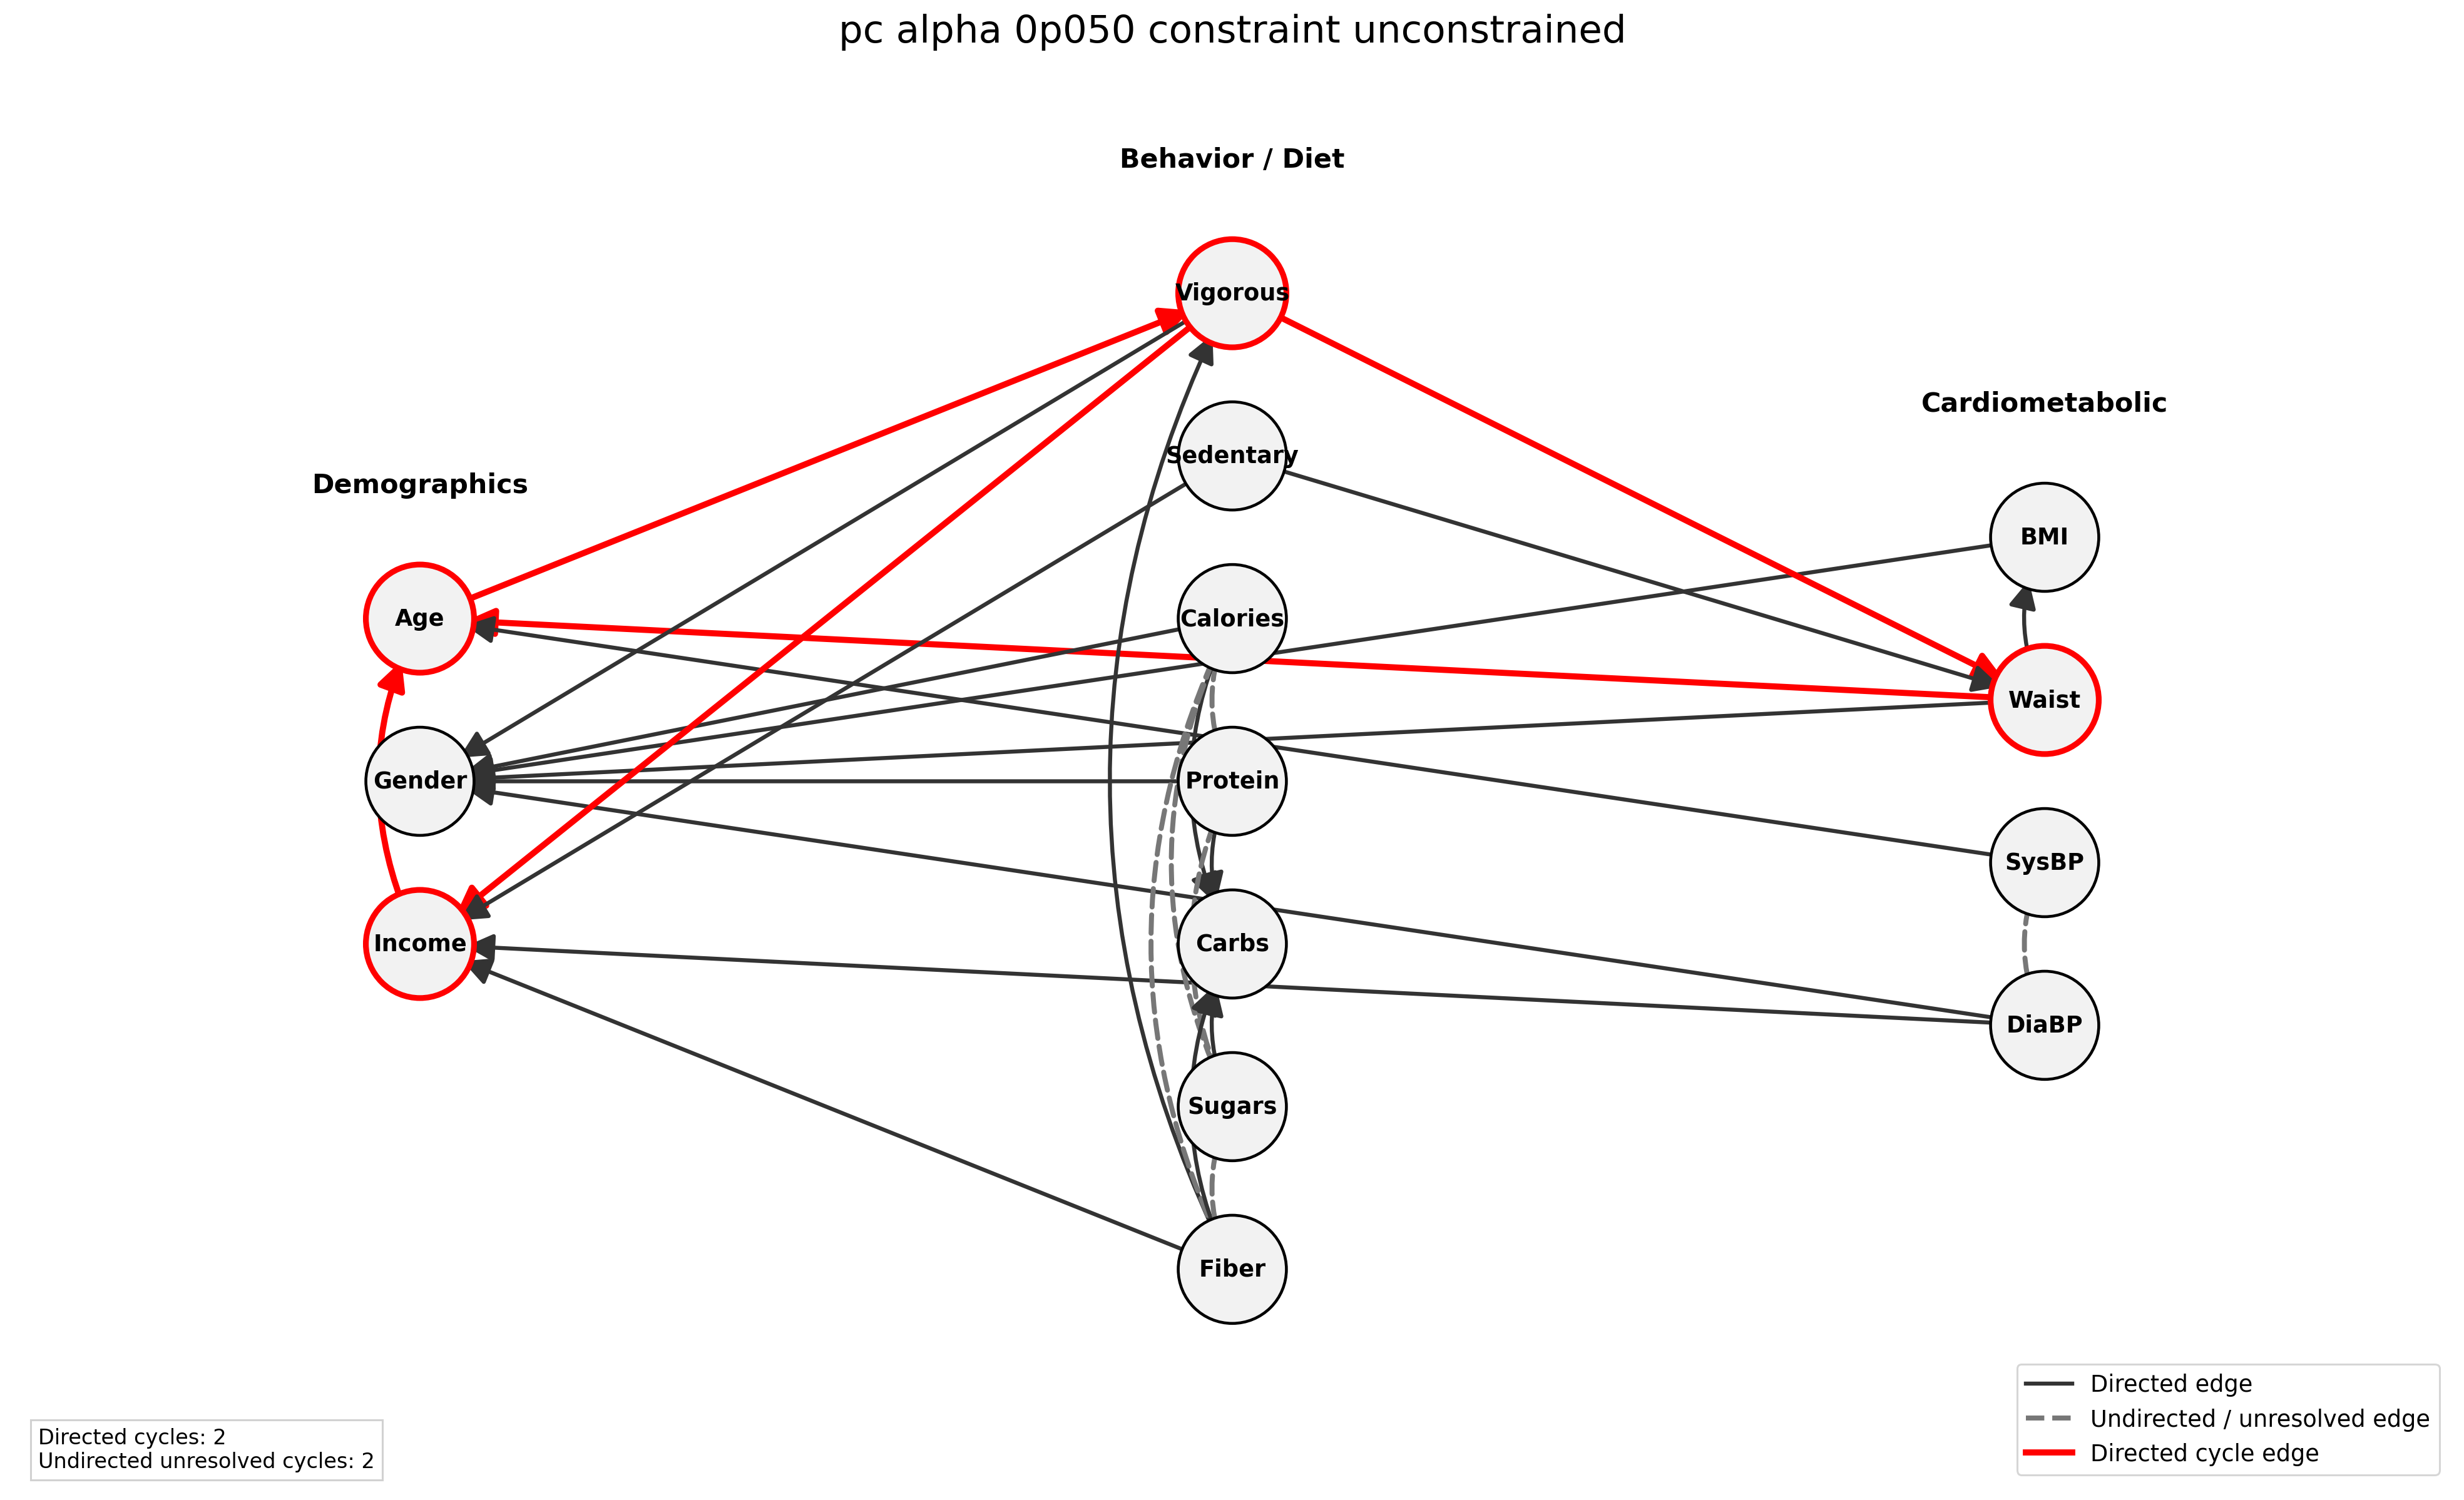 pc alpha 0p050 constraint unconstrained
Behavior / Diet
Vigorous
Sedentary
Cardiometabolic
Demographics
BMI
Age
Calories
Waist
Gender
Protein
SysBP
Income
Carbs
DiaBP
Sugars
Fiber
Directed edge
Undirected / unresolved edge
Directed cycle edge
Directed cycles: 2
Undirected unresolved cycles: 2